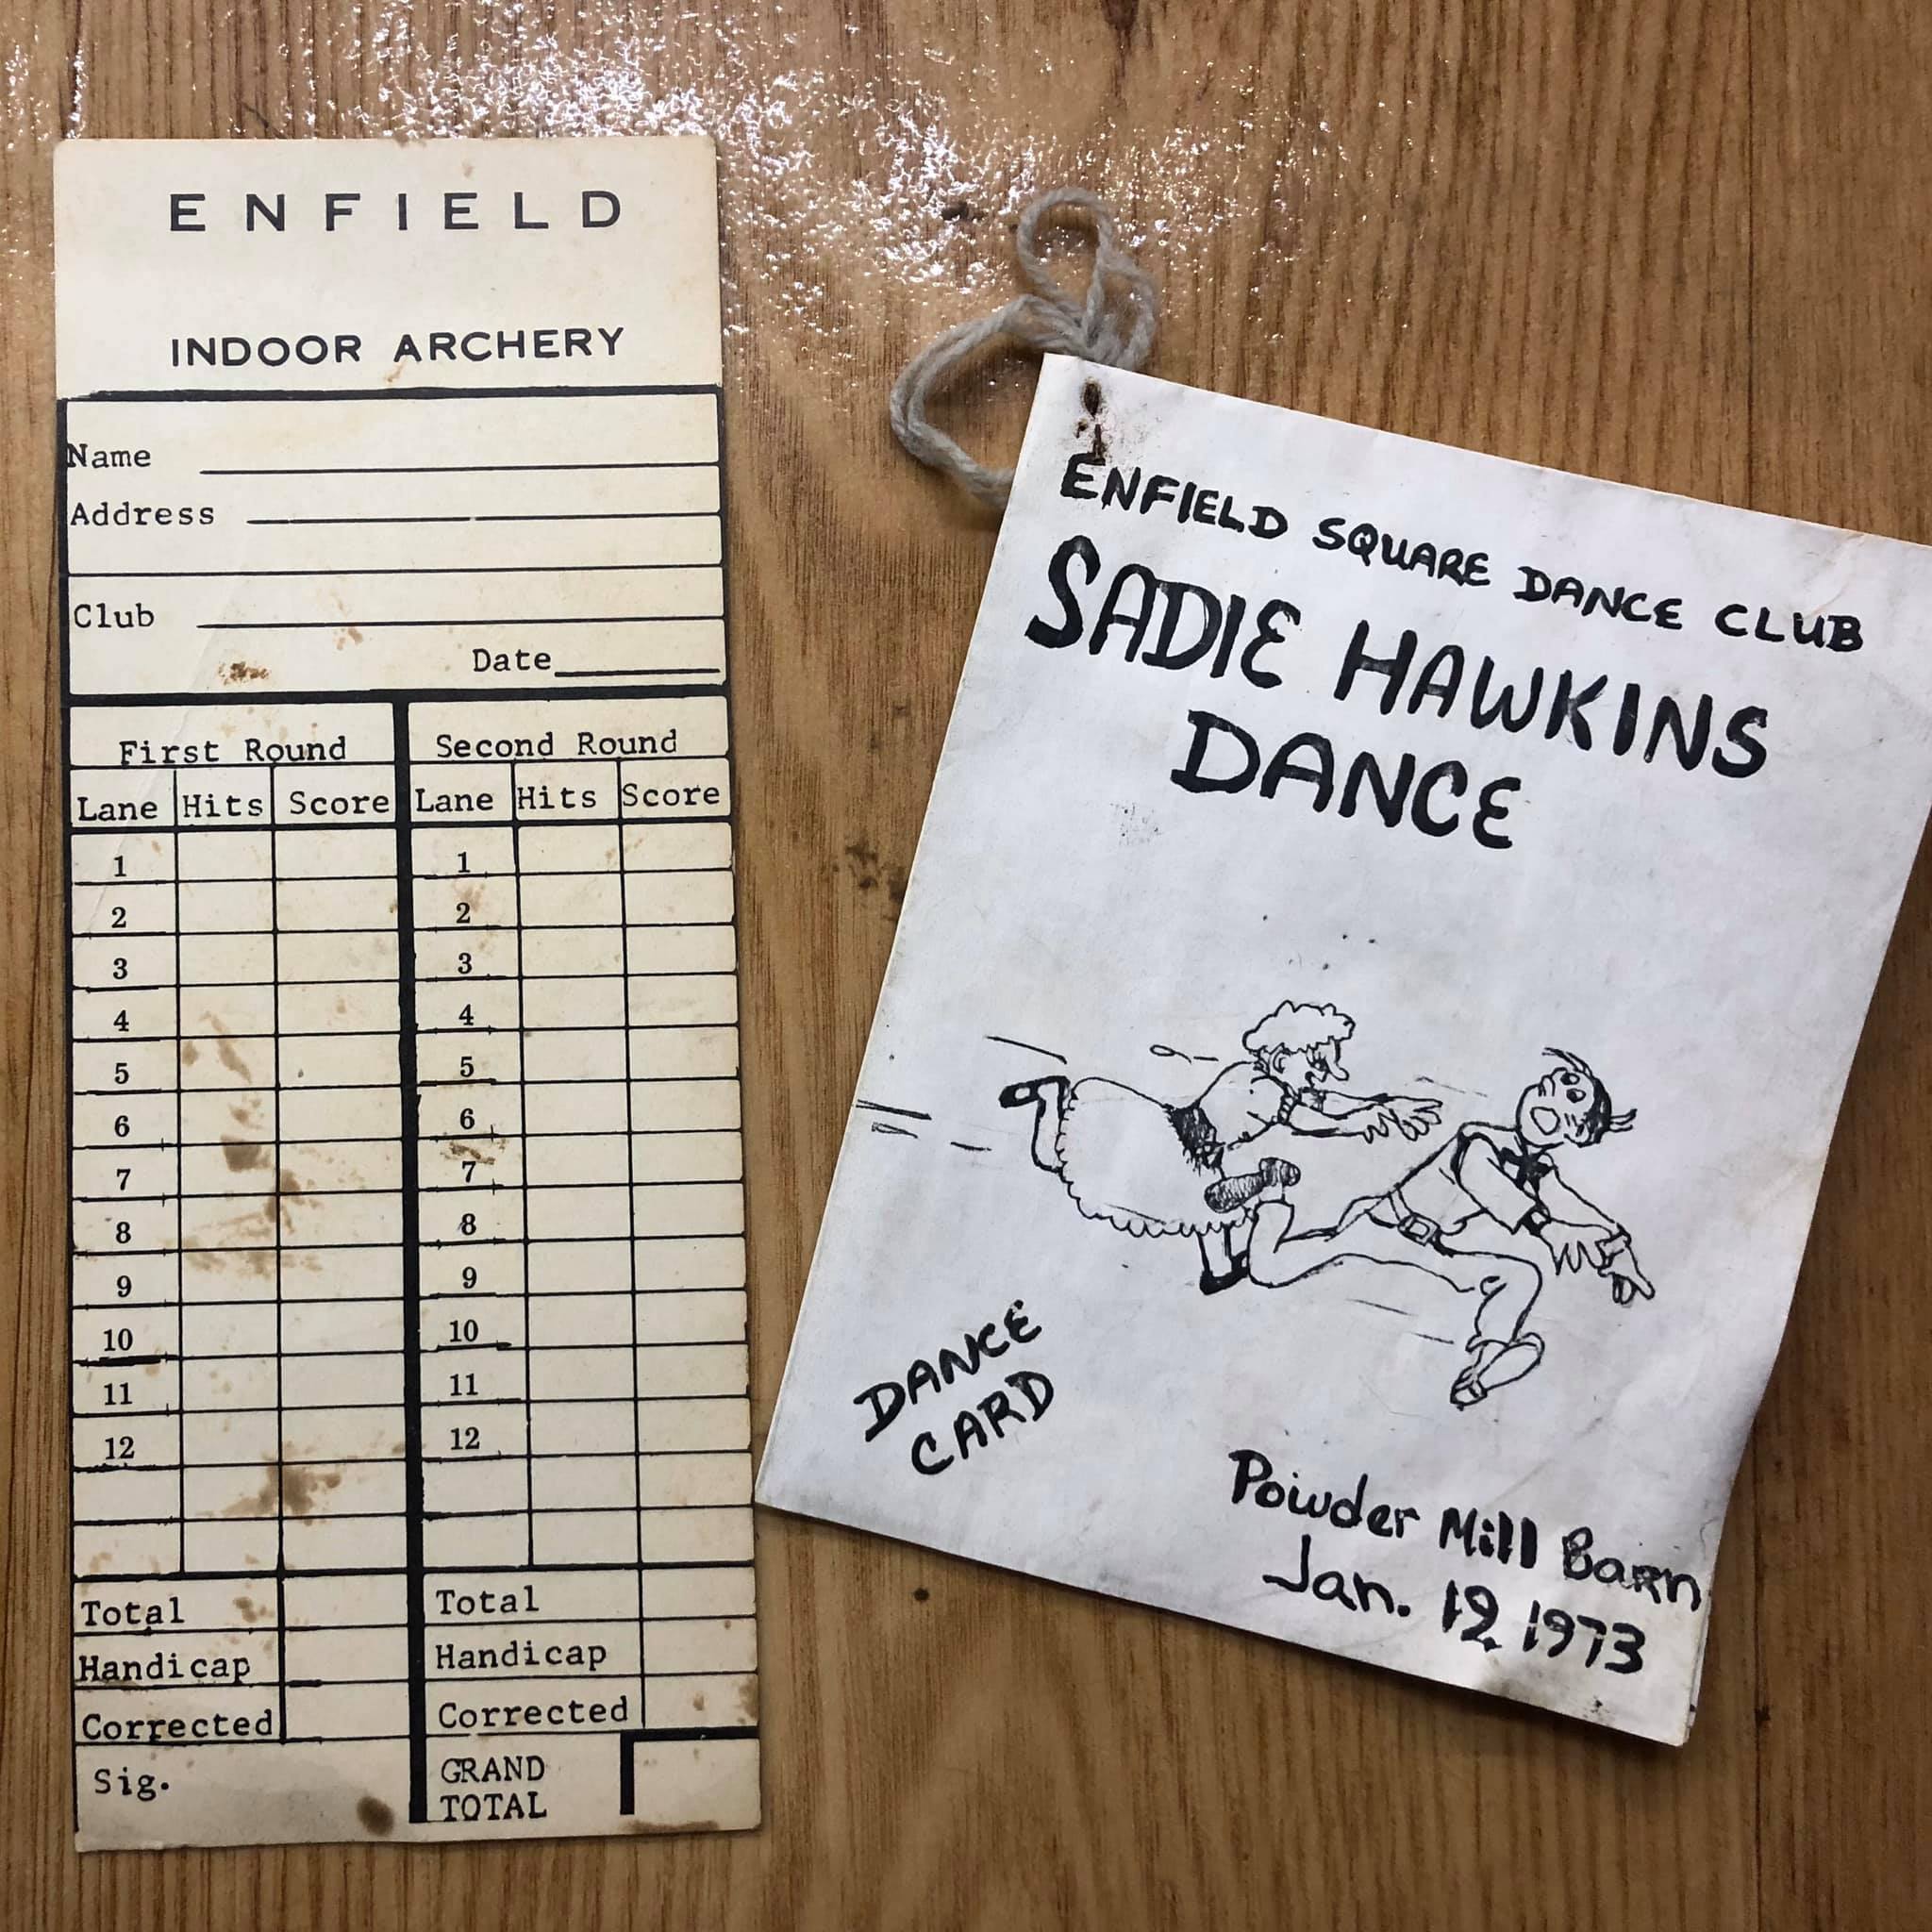 ENFIELD
INDOOR ARCHERY
Name
Address
Club
Date
First Round Second Round
Lane Hits Score Lane Hits Score
1 1
2 2
3 3
4 4
5 5
6 6
7 7
8 8
9 9
10 10
11 11
12 12
Total Total
Handicap Handicap
Corrected Corrected
Sig. GRAND
TOTAL
ENFIELD SQUARE DANCE CLUB
SADIE HAWKINS
DANCE
DANCE
CARD
Powder Mill Barn
Jan. 12, 1973